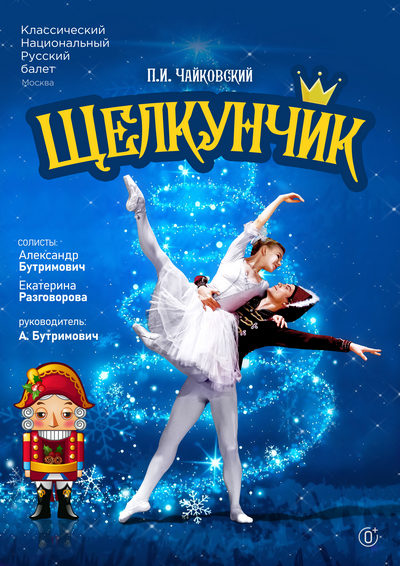 Классический
Национальный
Русский
балет
Москва
П.И. Чайковский
ЩЕЛКУНЧИК
СОЛИСТЫ:
Александр
Бутримович
Екатерина
Разговорова
руководитель:
А. Бутримович
0+